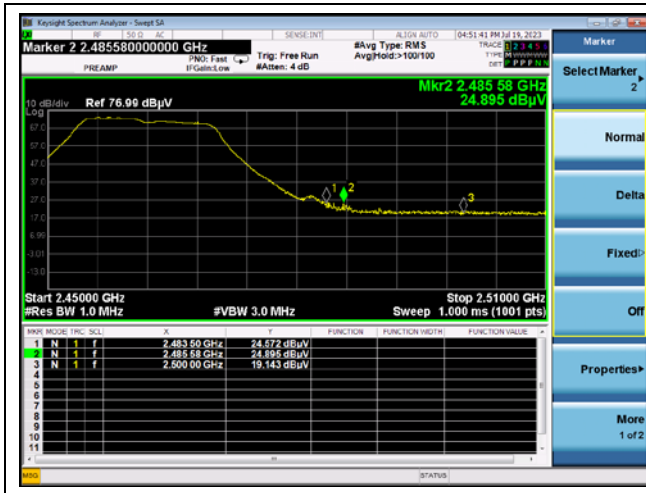 Keysight Spectrum Analyzer - Swept SA
RF 50 Ω AC SENSE:INT ALIGN AUTO 04:51:41 PM Jul 19, 2023
Marker 2 2.485580000000 GHz
PREAMP
PNO: Fast
IFGain:Low
Trig: Free Run
#Atten: 4 dB
#Avg Type: RMS
Avg|Hold:>100/100
TRACE 1 2 3 4 5 6
TYPE M
DET P P P P N N
Mkr2 2.485 58 GHz
24.895 dBµV
10 dB/div Ref 76.99 dBµV
Log
67.0
57.0
47.0
37.0
27.0
17.0
6.99
-3.01
-13.0
1
2
3
Start 2.45000 GHz
Stop 2.51000 GHz
#Res BW 1.0 MHz
#VBW 3.0 MHz
Sweep 1.000 ms (1001 pts)
MKR MODE TRC SCL X Y FUNCTION FUNCTION WIDTH FUNCTION VALUE
1 N 1 f 2.483 50 GHz 24.572 dBµV
2 N 1 f 2.485 58 GHz 24.895 dBµV
3 N 1 f 2.500 00 GHz 19.143 dBµV
4
5
6
7
8
9
10
11
MSG
STATUS
Marker
Select Marker
2
Normal
Delta
Fixed
Off
Properties
More
1 of 2